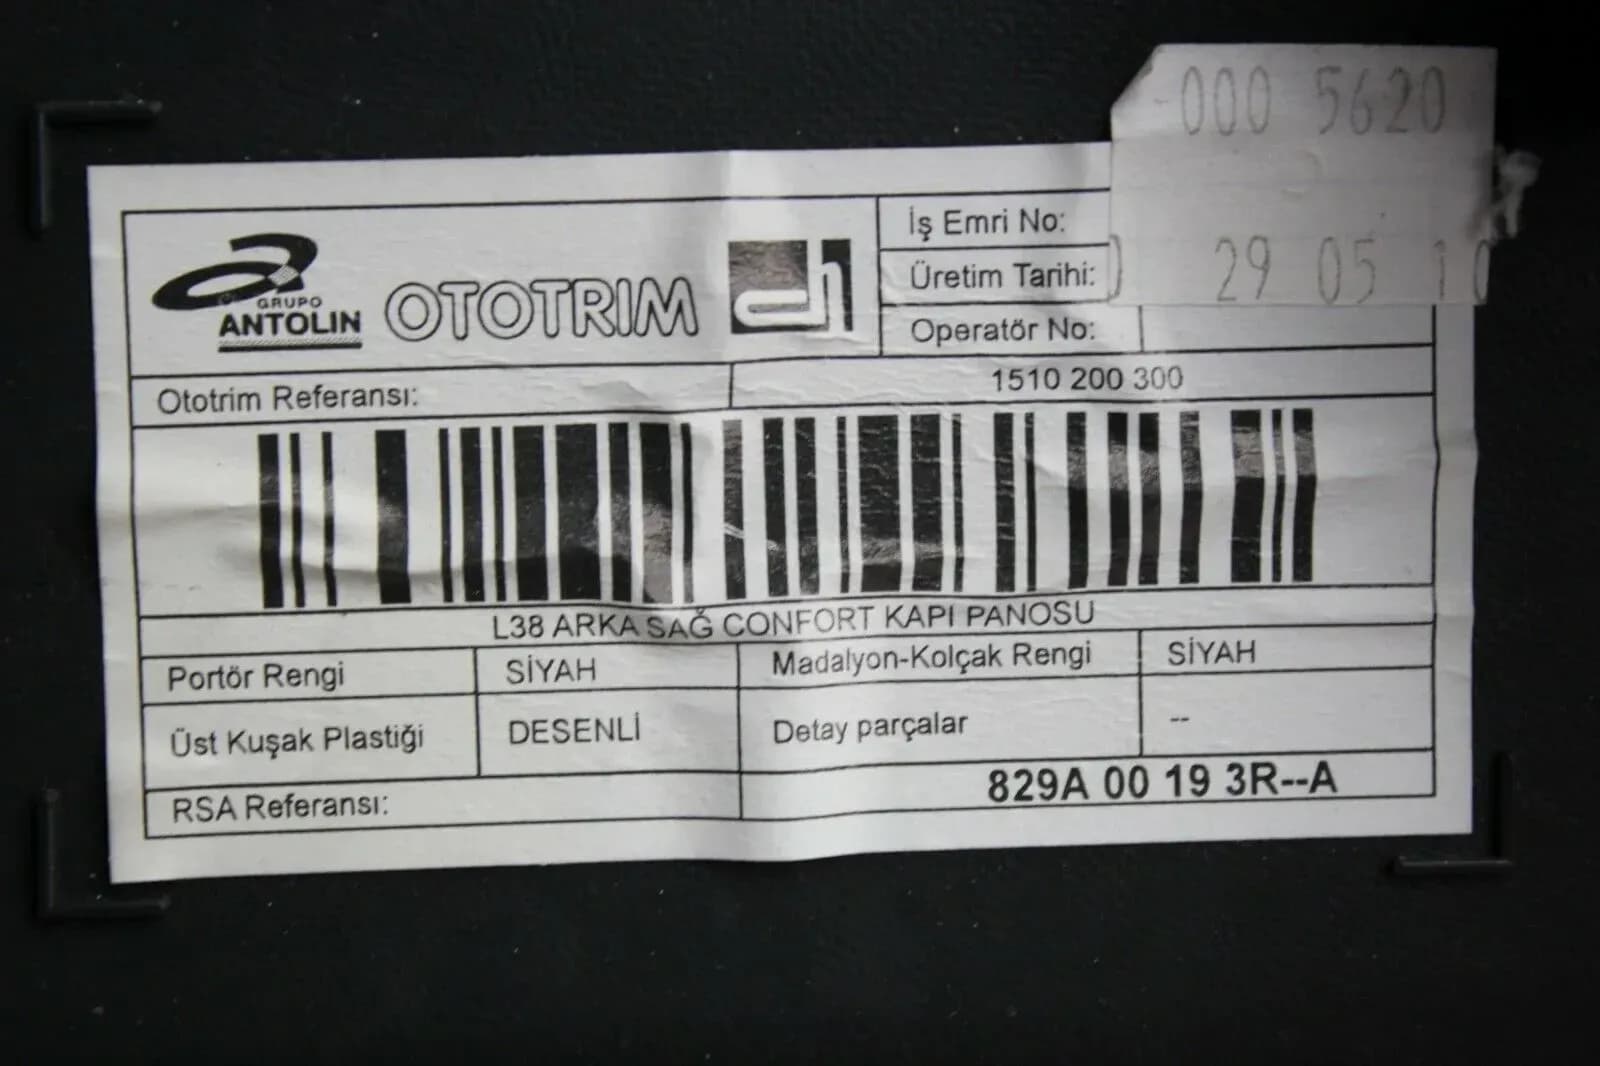 000 5620
GRUPO
ANTOLIN
OTOTRIM
İş Emri No:
Üretim Tarihi: 29 05 10
Operatör No:
Ototrim Referansı: 1510 200 300
L38 ARKA SAĞ CONFORT KAPI PANOSU
Portör Rengi SİYAH Madalyon-Kolçak Rengi SİYAH
Üst Kuşak Plastiği DESENLİ Detay parçalar --
RSA Referansı: 829A 00 19 3R--A